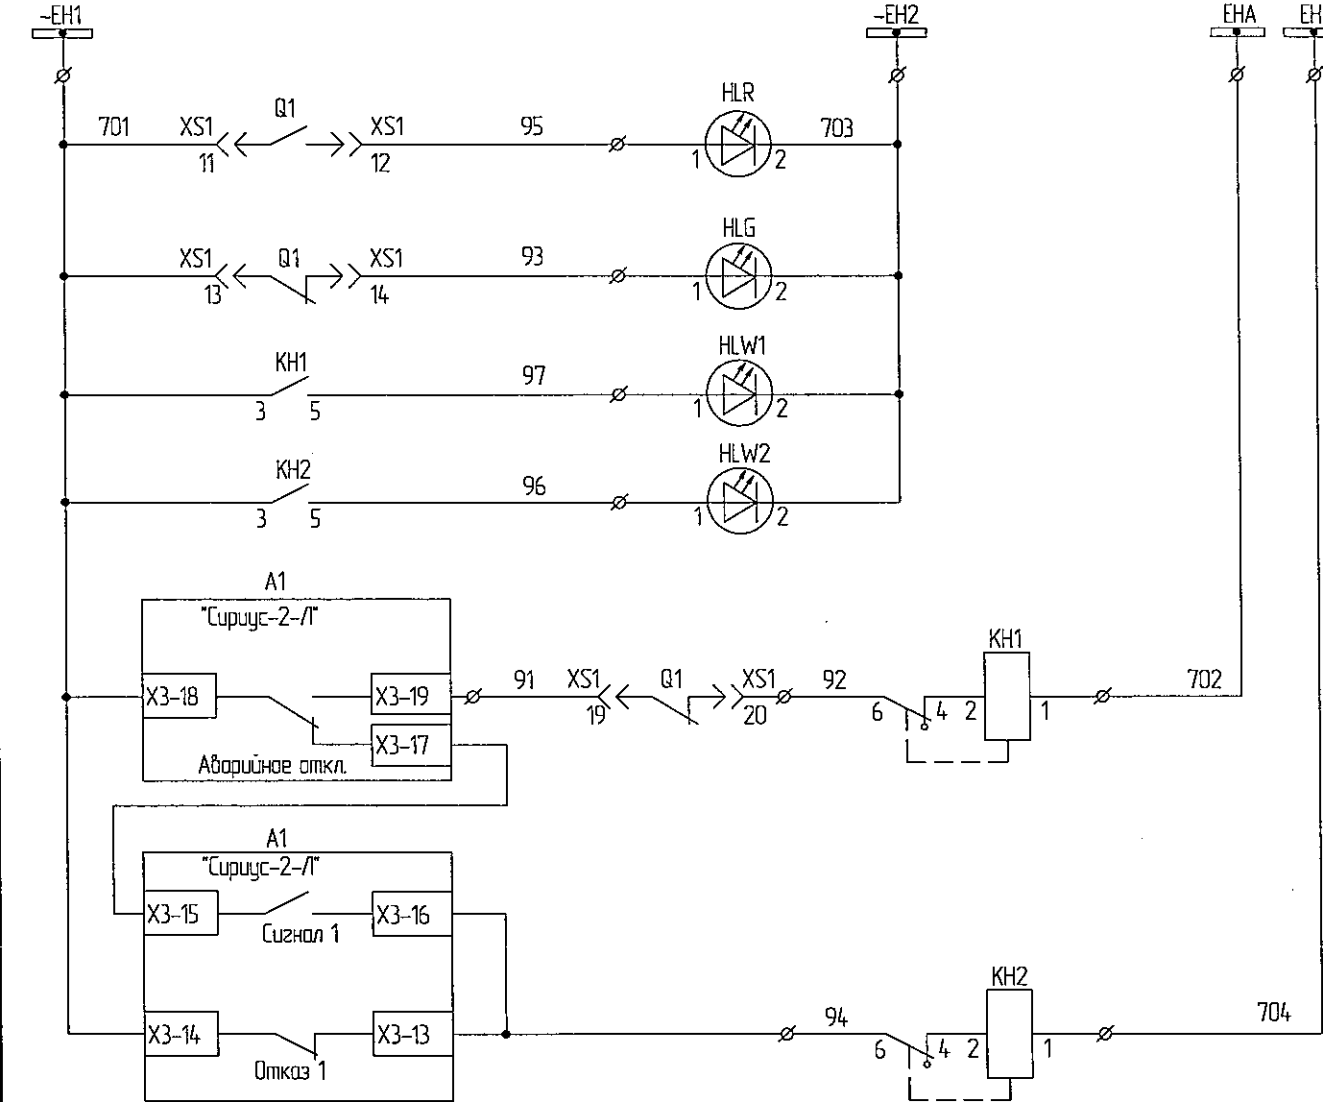 ~EH1
~EH2
EHA
EH
701
XS1
Q1
XS1
95
HLR
703
11
12
1
2
XS1
Q1
XS1
93
HLG
13
14
1
2
KH1
97
HLW1
3
5
1
2
KH2
96
HLW2
3
5
1
2
A1
"Сириус-2-Л"
X3-18
X3-19
91
XS1
Q1
XS1
92
KH1
702
19
20
6
4
2
1
X3-17
Аварийное откл.
A1
"Сириус-2-Л"
X3-15
X3-16
Сигнал 1
X3-14
X3-13
94
KH2
704
6
4
2
1
Отказ 1